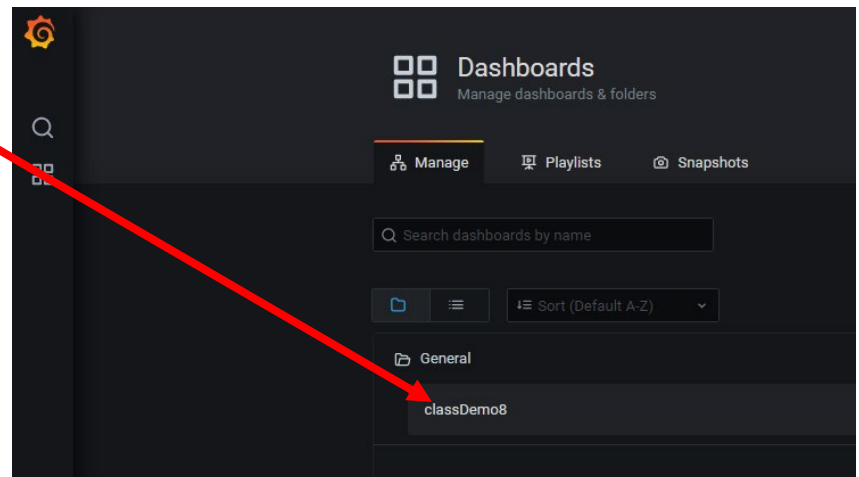 Dashboards
Manage dashboards & folders
Manage Playlists Snapshots
Search dashboards by name
Sort (Default A-Z)
General
classDemo8